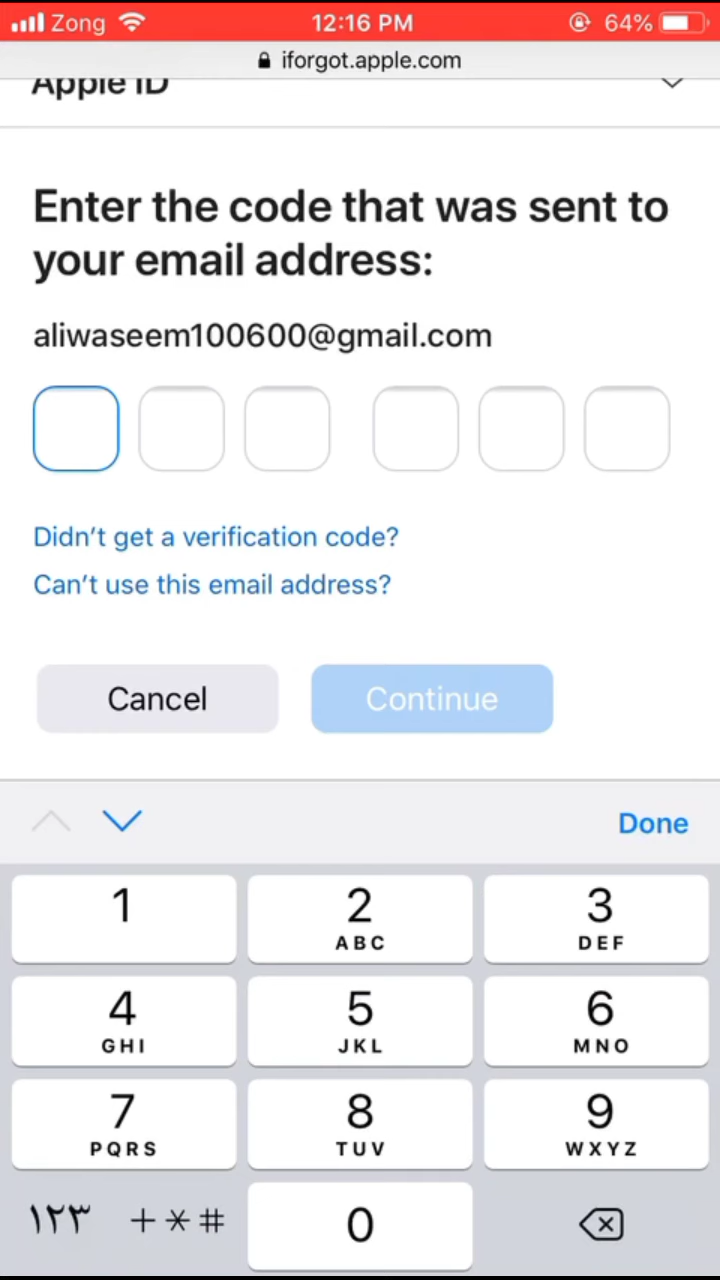 Zong 12:16 PM 64%
iforgot.apple.com
Apple ID
Enter the code that was sent to
your email address:
aliwaseem100600@gmail.com
Didn't get a verification code?
Can't use this email address?
Cancel Continue
Done
1 2 3
ABC DEF
4 5 6
GHI JKL MNO
7 8 9
PQRS TUV WXYZ
١٢٣ +*# 0